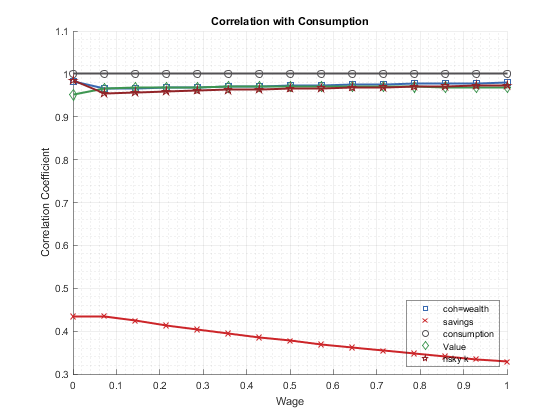 Correlation with Consumption
1.1
1
0.9
0.8
0.7
0.6
0.5
0.4
0.3
Correlation Coefficient
coh=wealth
savings
consumption
Value
risky k
0
0.1
0.2
0.3
0.4
0.5
0.6
0.7
0.8
0.9
1
Wage